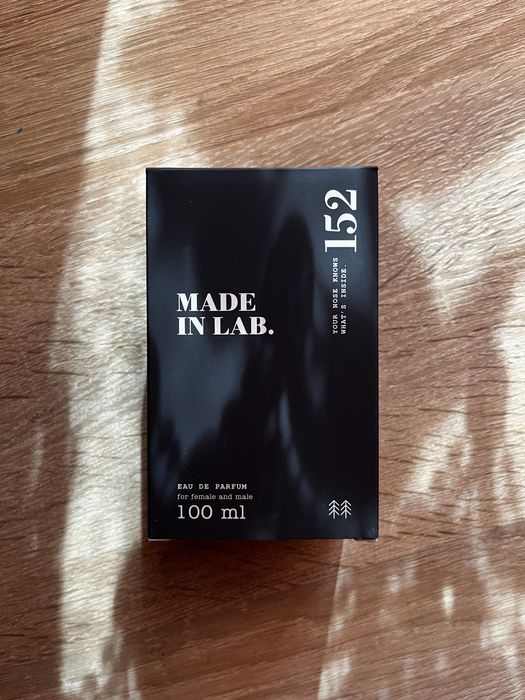 MADE
IN LAB.
152
YOUR NOSE KNOWS
WHAT'S INSIDE.
EAU DE PARFUM
for female and male
100 ml